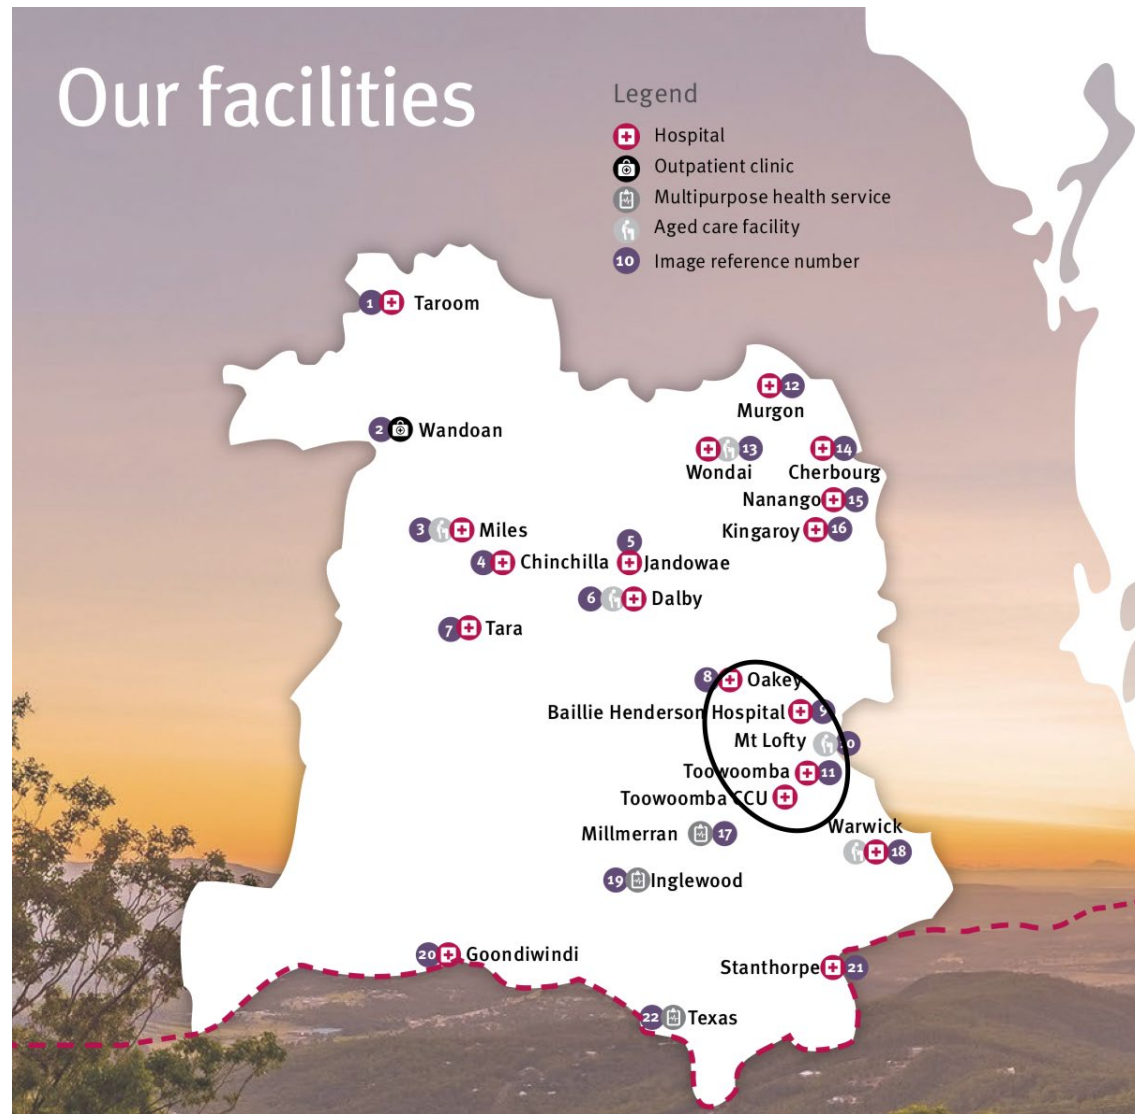 Our facilities
Legend
Hospital
Outpatient clinic
Multipurpose health service
Aged care facility
10 Image reference number
1 Taroom
12
Murgon
2 Wandoan
13
Wondai
14
Cherbourg
Nanango 15
3 Miles
Kingaroy 16
5
4 Chinchilla
Jandowae
6 Dalby
7 Tara
8 Oakey
Baillie Henderson Hospital 9
Mt Lofty 10
Toowoomba 11
Toowoomba CCU
Millmerran 17
Warwick
18
19 Inglewood
20 Goondiwindi
Stanthorpe 21
22 Texas